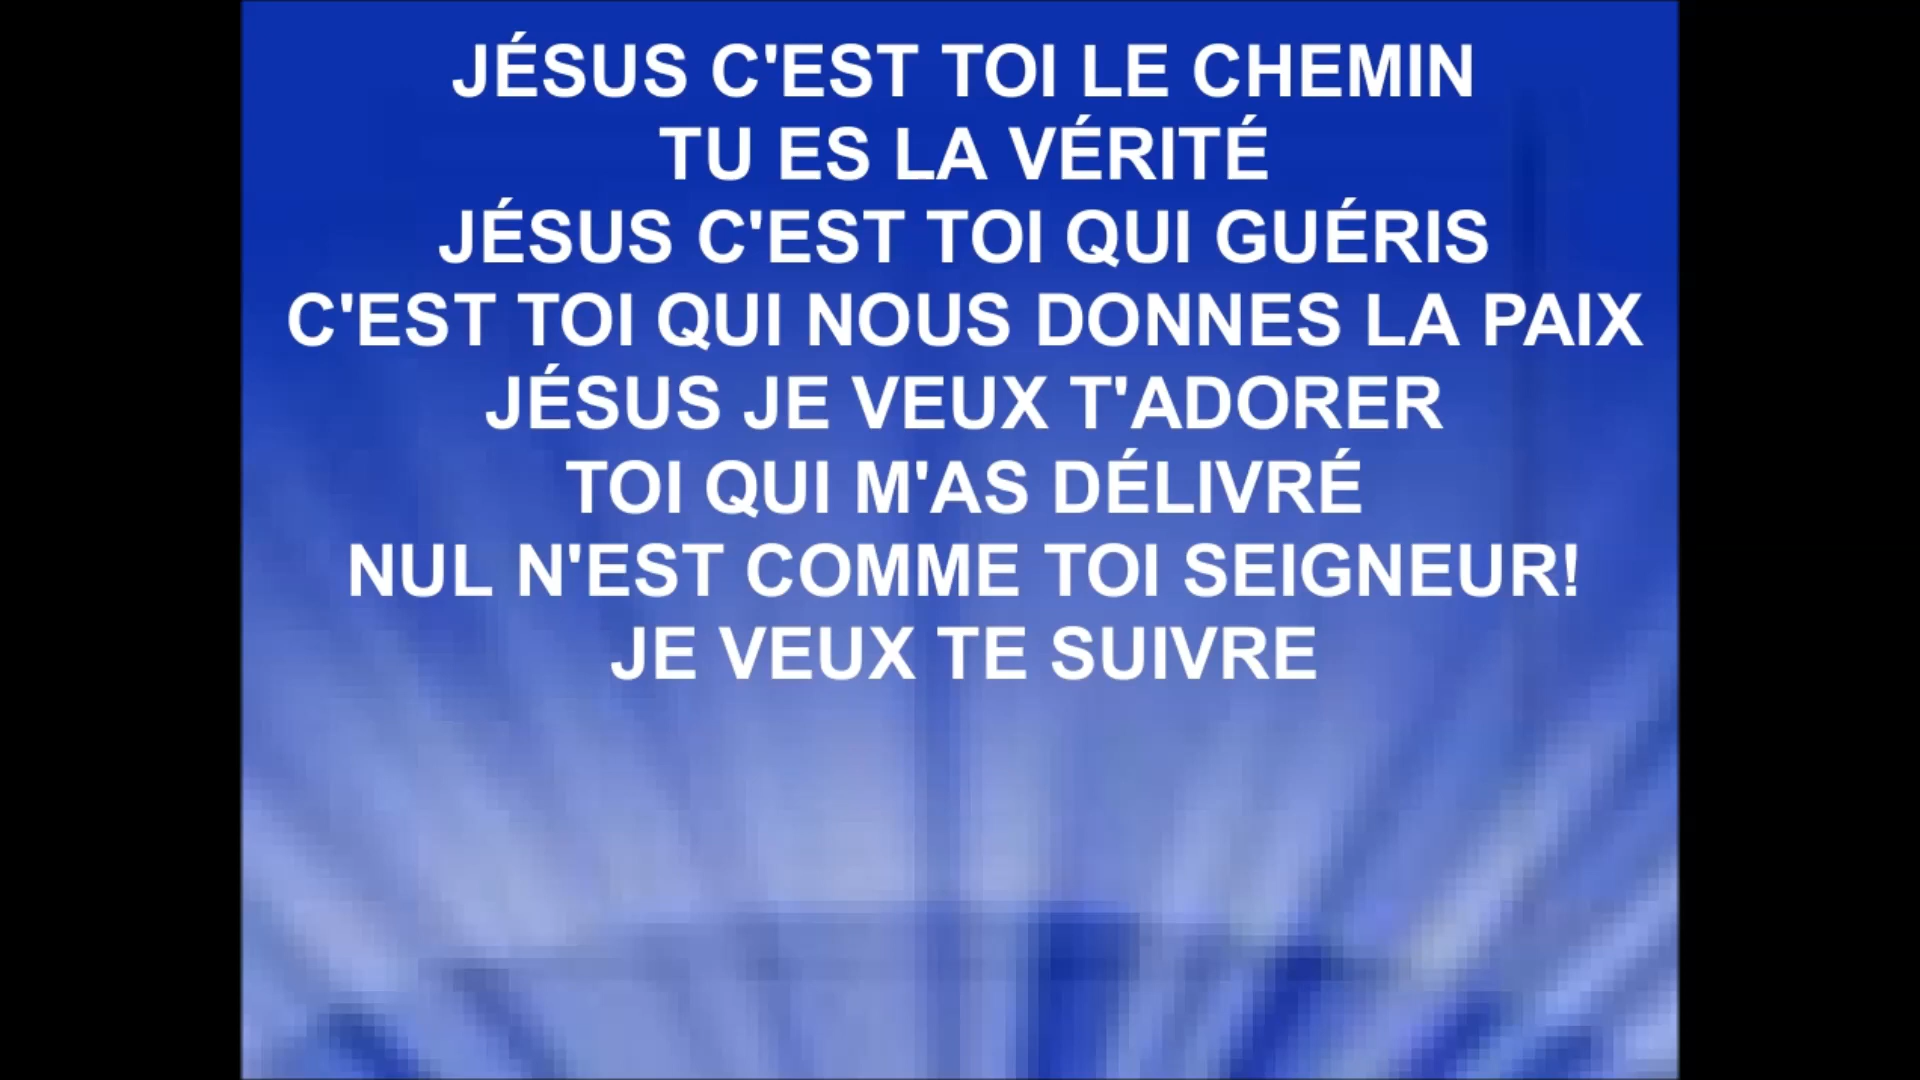 JÉSUS C'EST TOI LE CHEMIN
TU ES LA VÉRITÉ
JÉSUS C'EST TOI QUI GUÉRIS
C'EST TOI QUI NOUS DONNES LA PAIX
JÉSUS JE VEUX T'ADORER
TOI QUI M'AS DÉLIVRÉ
NUL N'EST COMME TOI SEIGNEUR!
JE VEUX TE SUIVRE